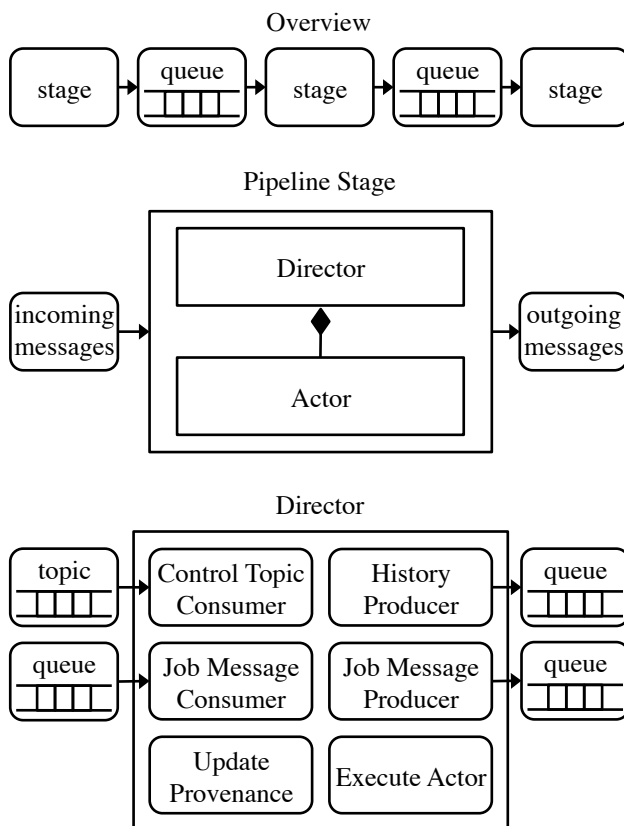 Overview
stage
queue
stage
queue
stage
Pipeline Stage
incoming
messages
Director
Actor
outgoing
messages
Director
topic
Control Topic
Consumer
History
Producer
queue
queue
Job Message
Consumer
Job Message
Producer
queue
Update
Provenance
Execute Actor